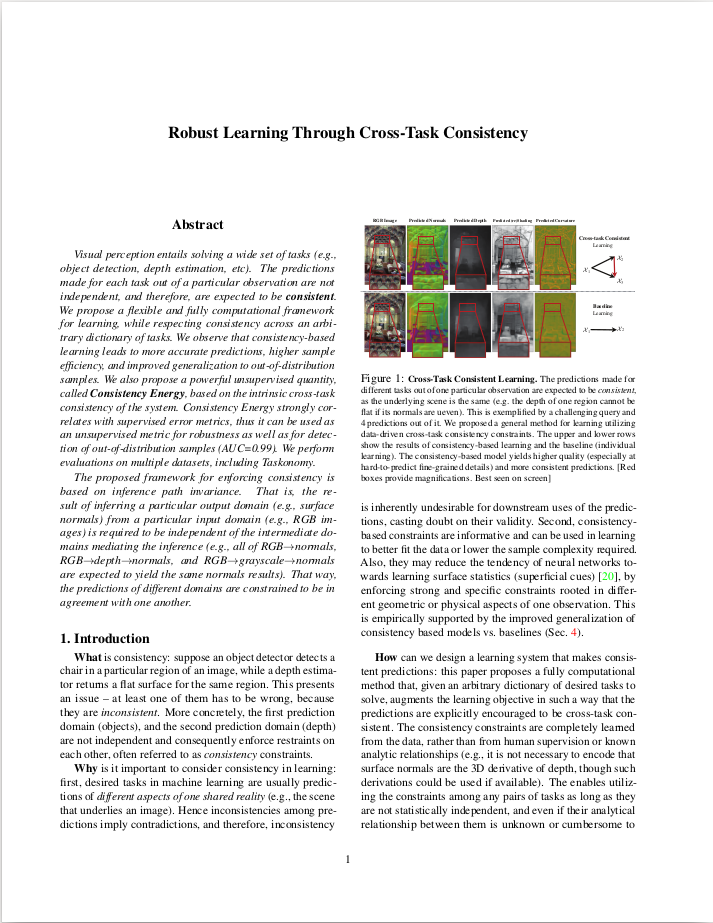 Robust Learning Through Cross-Task Consistency
Abstract
Visual perception entails solving a wide set of tasks (e.g.,
object detection, depth estimation, etc). The predictions
made for each task out of a particular observation are not
independent, and therefore, are expected to be consistent.
We propose a flexible and fully computational framework
for learning, while respecting consistency across an arbi-
trary dictionary of tasks. We observe that consistency-based
learning leads to more accurate predictions, higher sample
efficiency, and improved generalization to out-of-distribution
samples. We also propose a powerful unsupervised quantity,
called Consistency Energy, based on the intrinsic cross-task
consistency of the system. Consistency Energy strongly cor-
relates with supervised error metrics, thus it can be used as
an unsupervised metric for robustness as well as for detec-
tion of out-of-distribution samples (AUC=0.99). We perform
evaluations on multiple datasets, including Taskonomy.
The proposed framework for enforcing consistency is
based on inference path invariance. That is, the re-
sult of inferring a particular output domain (e.g., surface
normals) from a particular input domain (e.g., RGB im-
ages) is required to be independent of the intermediate do-
mains mediating the inference (e.g., all of RGB→normals,
RGB→depth→normals, and RGB→grayscale→normals
are expected to yield the same normals results). That way,
the predictions of different domains are constrained to be in
agreement with one another.
1. Introduction
What is consistency: suppose an object detector detects a
chair in a particular region of an image, while a depth estima-
tor returns a flat surface for the same region. This presents
an issue – at least one of them has to be wrong, because
they are inconsistent. More concretely, the first prediction
domain (objects), and the second prediction domain (depth)
are not independent and consequently enforce restraints on
each other, often referred to as consistency constraints.
Why is it important to consider consistency in learning:
first, desired tasks in machine learning are usually predic-
tions of different aspects of one shared reality (e.g., the scene
that underlies an image). Hence inconsistencies among pre-
dictions imply contradictions, and therefore, inconsistency
RGB Image Predicted Normals Predicted Depth Predicted re(Shading Predicted Curvature
Cross-task Consistent
Learning
Baseline
Learning
Figure 1: Cross-Task Consistent Learning. The predictions made for
different tasks out of one particular observation are expected to be consistent,
as the underlying scene is the same (e.g. the depth of one region cannot be
flat if its normals are ueven). This is exemplified by a challenging query and
4 predictions out of it. We proposed a general method for learning utilizing
data-driven cross-task consistency constraints. The upper and lower rows
show the results of consistency-based learning and the baseline (individual
learning). The consistency-based model yields higher quality (especially at
hard-to-predict fine-grained details) and more consistent predictions. [Red
boxes provide magnifications. Best seen on screen]
is inherently undesirable for downstream uses of the predic-
tions, casting doubt on their validity. Second, consistency-
based constraints are informative and can be used in learning
to better fit the data or lower the sample complexity required.
Also, they may reduce the tendency of neural networks to-
wards learning surface statistics (superficial cues) [20], by
enforcing strong and specific constraints rooted in differ-
ent geometric or physical aspects of one observation. This
is empirically supported by the improved generalization of
consistency based models vs. baselines (Sec. 4).
How can we design a learning system that makes consis-
tent predictions: this paper proposes a fully computational
method that, given an arbitrary dictionary of desired tasks to
solve, augments the learning objective in such a way that the
predictions are explicitly encouraged to be cross-task con-
sistent. The consistency constraints are completely learned
from the data, rather than from human supervision or known
analytic relationships (e.g., it is not necessary to encode that
surface normals are the 3D derivative of depth, though such
derivations could be used if available). The enables utiliz-
ing the constraints among any pairs of tasks as long as they
are not statistically independent, and even if their analytical
relationship between them is unknown or cumbersome to
1